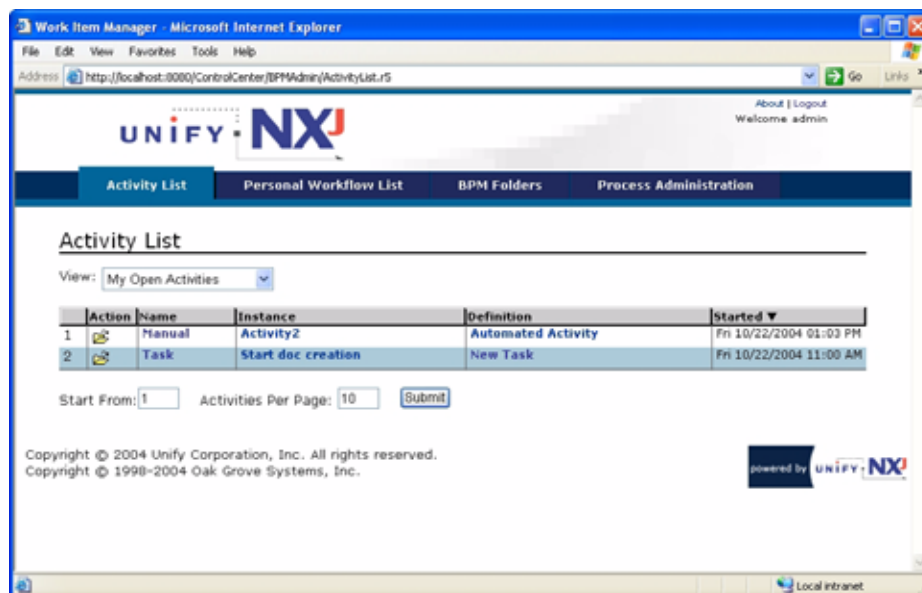 Work Item Manager - Microsoft Internet Explorer
File Edit View Favorites Tools Help
Address http://localhost:8080/ControlCenter/BPMAdmin/ActivityList.r5 Go Links
About | Logout
Welcome admin
UNiFY NXJ
Activity List Personal Workflow List BPM Folders Process Administration
Activity List
View: My Open Activities
Action Name Instance Definition Started ▼
1 Manual Activity2 Automated Activity Fri 10/22/2004 01:03 PM
2 Task Start doc creation New Task Fri 10/22/2004 11:00 AM
Start From: 1 Activities Per Page: 10 Submit
Copyright © 2004 Unify Corporation, Inc. All rights reserved.
Copyright © 1998-2004 Oak Grove Systems, Inc.
powered by UNiFY NXJ
Local intranet